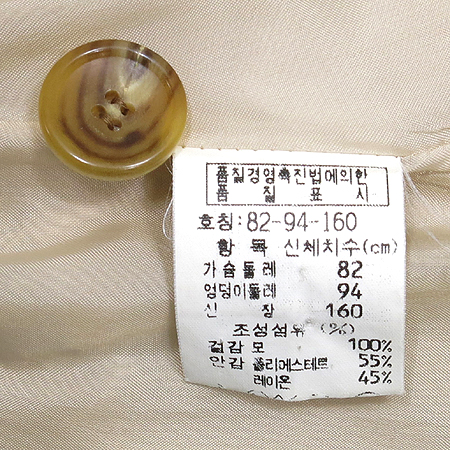 품질경영촉진법에의한
품 질 표 시
호칭:82-94-160
항 목 신체치수(cm)
가슴둘레 82
엉덩이둘레 94
신 장 160
조성섬유 (%)
겉감 모 100%
안감 폴리에스테르 55%
레이온 45%